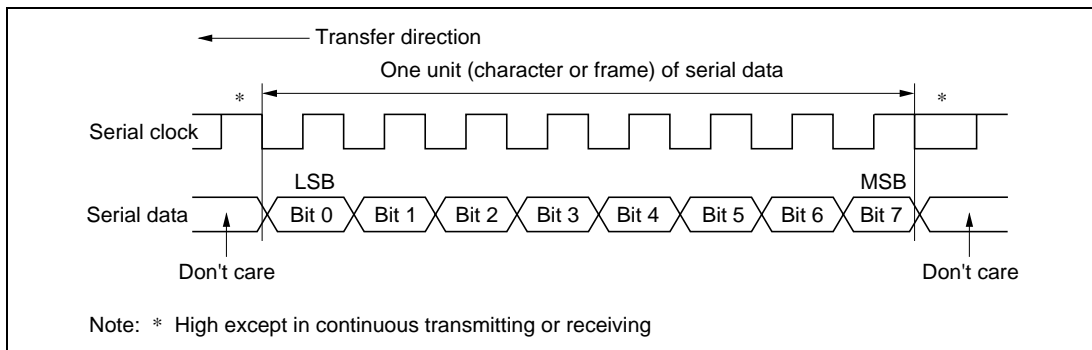 Transfer direction
One unit (character or frame) of serial data
* *
Serial clock
LSB MSB
Serial data Bit 0 Bit 1 Bit 2 Bit 3 Bit 4 Bit 5 Bit 6 Bit 7
Don't care Don't care
Note: * High except in continuous transmitting or receiving